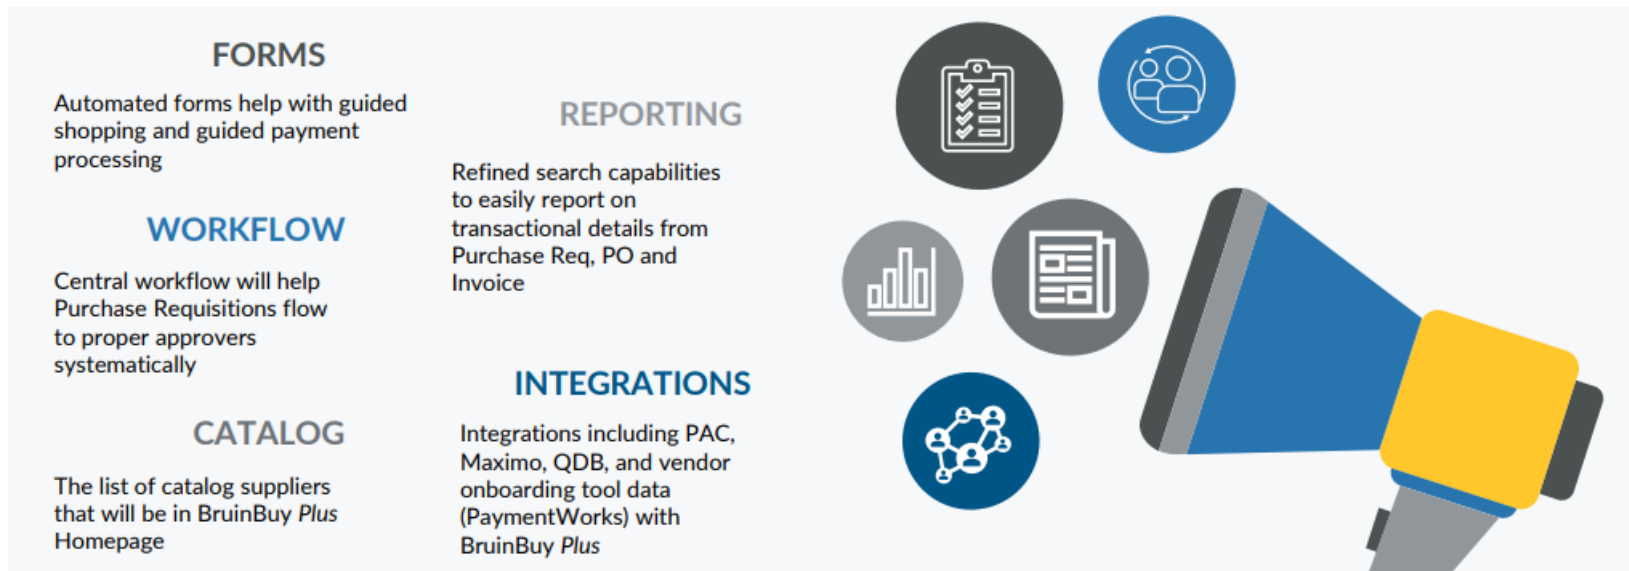 FORMS
Automated forms help with guided
shopping and guided payment
processing
WORKFLOW
Central workflow will help
Purchase Requisitions flow
to proper approvers
systematically
CATALOG
The list of catalog suppliers
that will be in BruinBuy Plus
Homepage
REPORTING
Refined search capabilities
to easily report on
transactional details from
Purchase Req, PO and
Invoice
INTEGRATIONS
Integrations including PAC,
Maximo, QDB, and vendor
onboarding tool data
(PaymentWorks) with
BruinBuy Plus